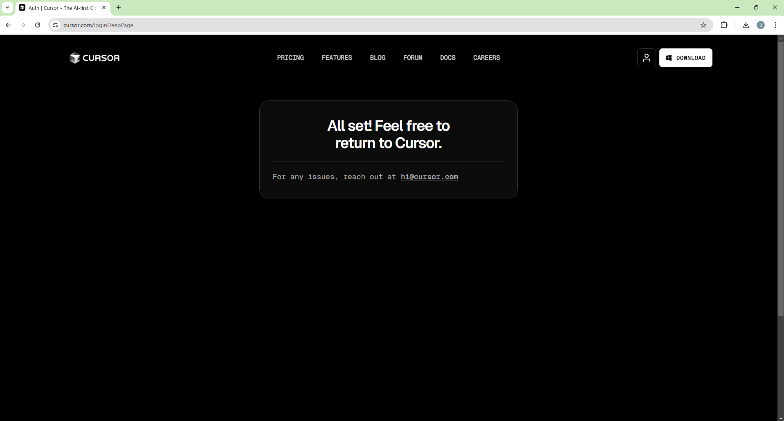 Auth | Cursor - The AI-first C
cursor.com/loginDeepPage
CURSOR
PRICING FEATURES BLOG FORUM DOCS CAREERS
DOWNLOAD
All set! Feel free to
return to Cursor.
For any issues, reach out at hi@cursor.com